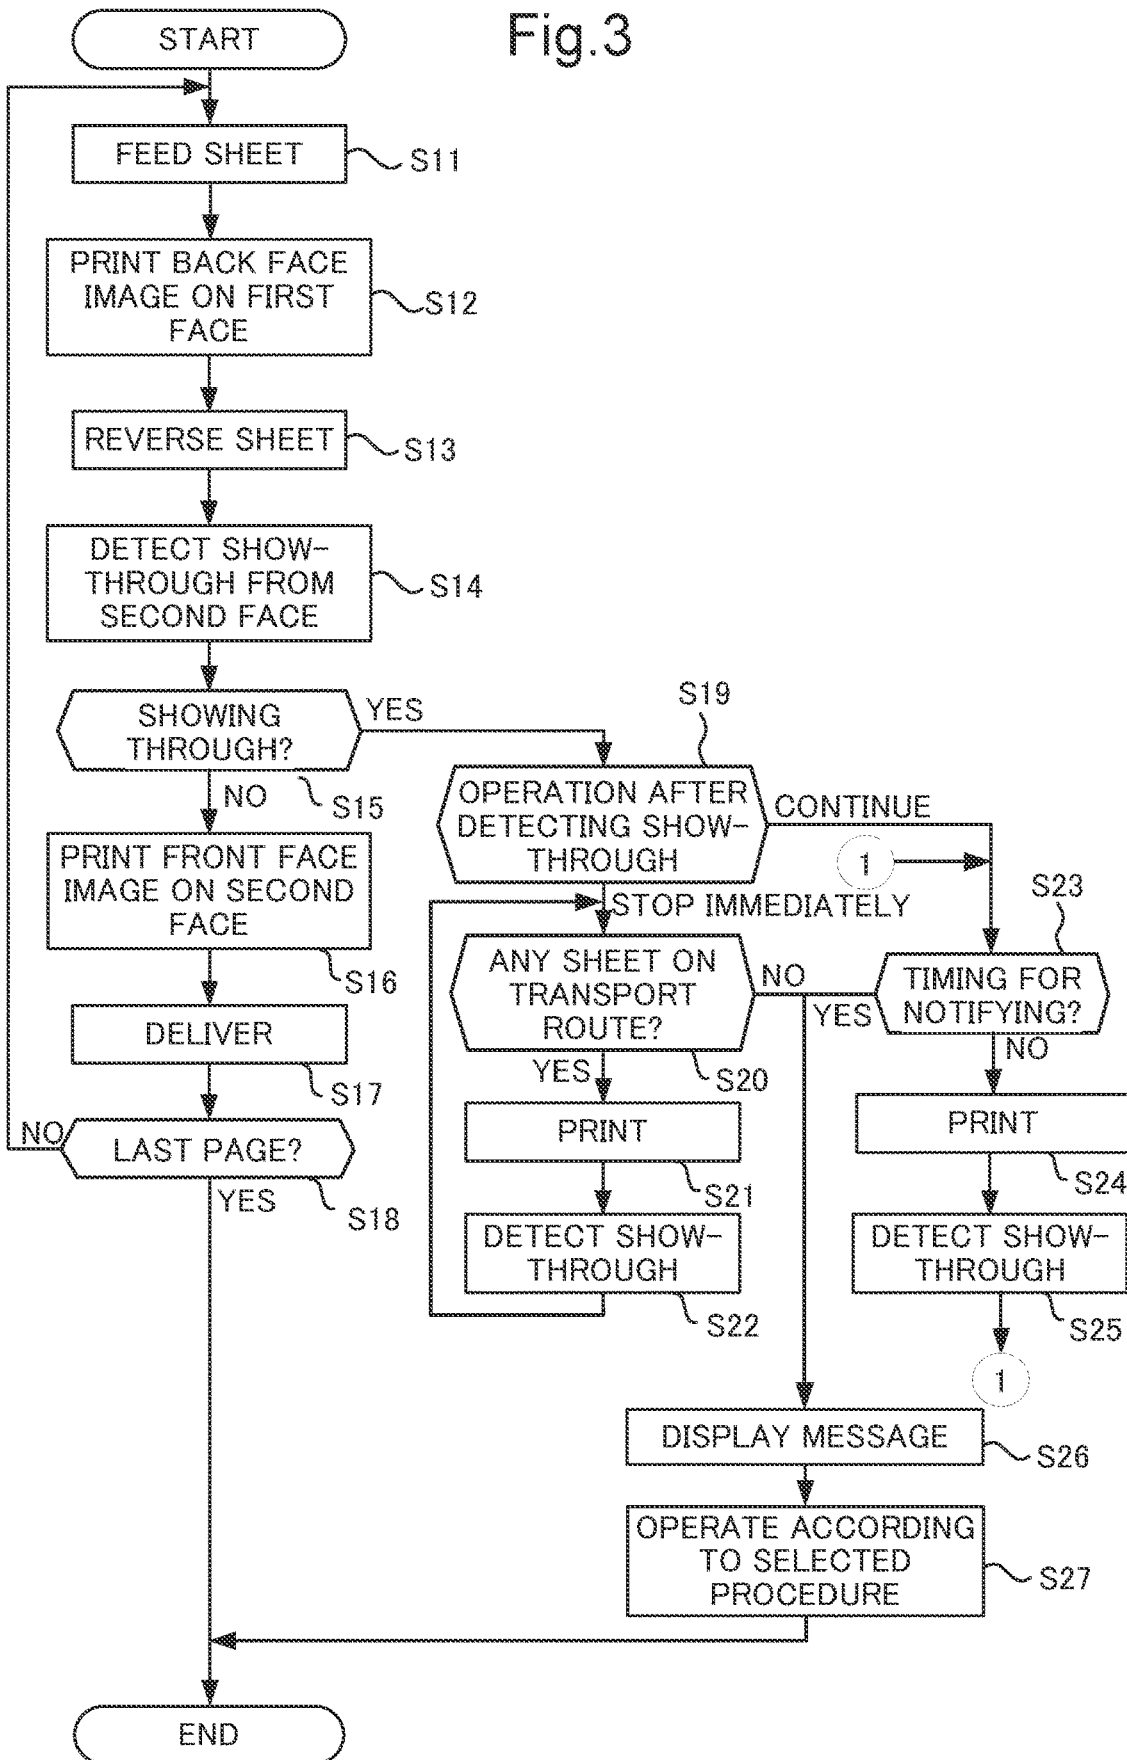 Fig.3
START
FEED SHEET
S11
PRINT BACK FACE
IMAGE ON FIRST
FACE
S12
REVERSE SHEET
S13
DETECT SHOW-
THROUGH FROM
SECOND FACE
S14
SHOWING
THROUGH?
YES
NO
S15
PRINT FRONT FACE
IMAGE ON SECOND
FACE
S16
DELIVER
S17
LAST PAGE?
NO
YES
S18
S19
OPERATION AFTER
DETECTING SHOW-
THROUGH
CONTINUE
1
STOP IMMEDIATELY
ANY SHEET ON
TRANSPORT
ROUTE?
NO
YES
S20
PRINT
S21
DETECT SHOW-
THROUGH
S22
S23
TIMING FOR
NOTIFYING?
YES
NO
PRINT
S24
DETECT SHOW-
THROUGH
S25
1
DISPLAY MESSAGE
S26
OPERATE ACCORDING
TO SELECTED
PROCEDURE
S27
END